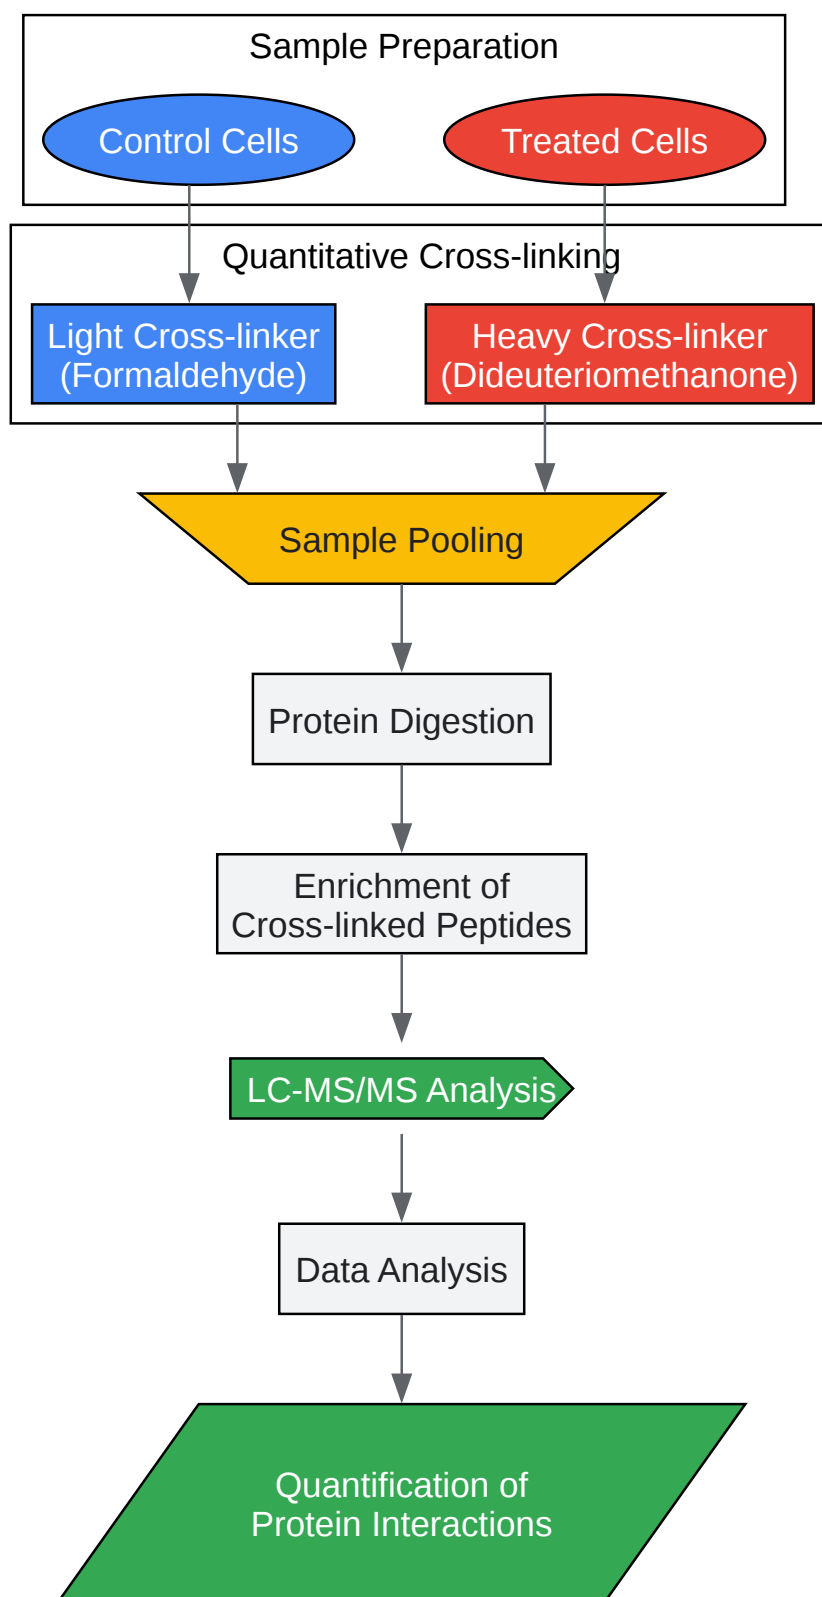 Sample Preparation
Control Cells
Treated Cells
Quantitative Cross-linking
Light Cross-linker
(Formaldehyde)
Heavy Cross-linker
(Dideuteriomethanone)
Sample Pooling
Protein Digestion
Enrichment of
Cross-linked Peptides
LC-MS/MS Analysis
Data Analysis
Quantification of
Protein Interactions